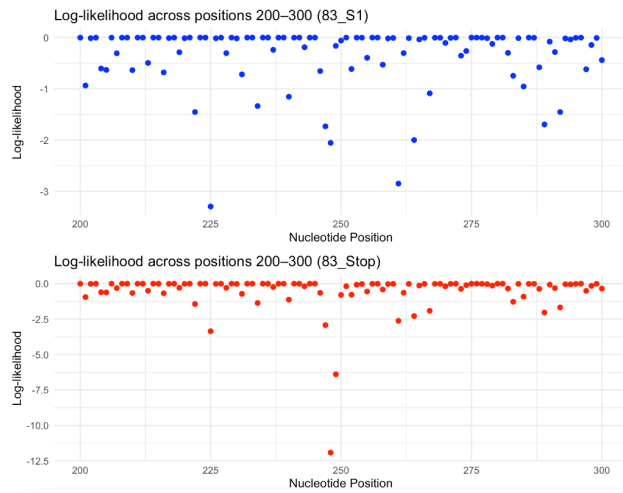 Log-likelihood across positions 200–300 (83_S1)
0
-1
-2
-3
Log-likelihood
200 225 250 275 300
Nucleotide Position
Log-likelihood across positions 200–300 (83_Stop)
0.0
-2.5
-5.0
-7.5
-10.0
-12.5
Log-likelihood
200 225 250 275 300
Nucleotide Position